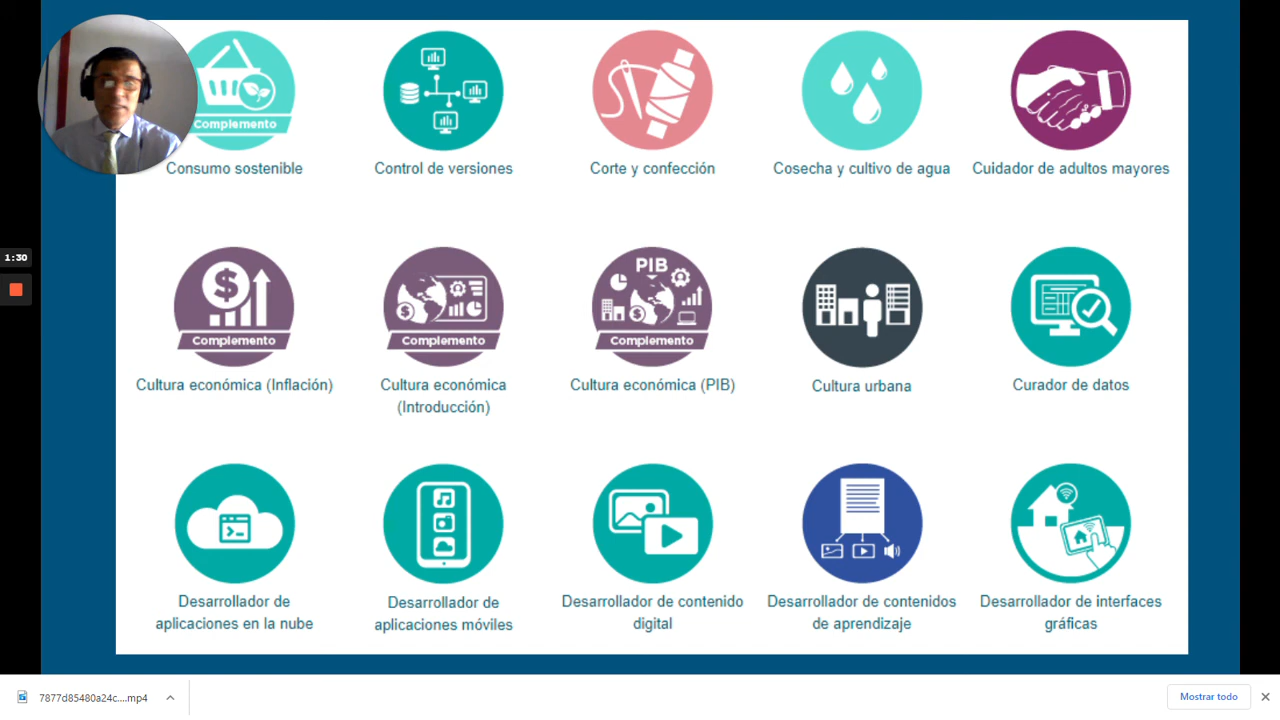 Complemento
Consumo sostenible
Control de versiones
Corte y confección
Cosecha y cultivo de agua
Cuidador de adultos mayores
1:30
$
Complemento
Cultura económica (Inflación)
$
Complemento
Cultura económica
(Introducción)
PIB
$
Complemento
Cultura económica (PIB)
Cultura urbana
Curador de datos
Desarrollador de
aplicaciones en la nube
Desarrollador de
aplicaciones móviles
Desarrollador de contenido
digital
Desarrollador de contenidos
de aprendizaje
Desarrollador de interfaces
gráficas
7877d85480a24c....mp4
Mostrar todo